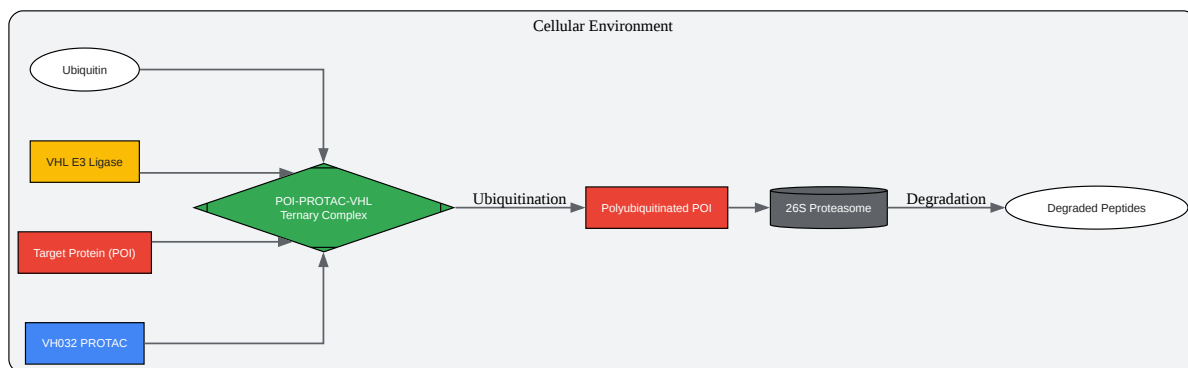 Cellular Environment
Ubiquitin
VHL E3 Ligase
POI-PROTAC-VHL
Ternary Complex
Ubiquitination
Polyubiquitinated POI
26S Proteasome
Degradation
Degraded Peptides
Target Protein (POI)
VH032 PROTAC